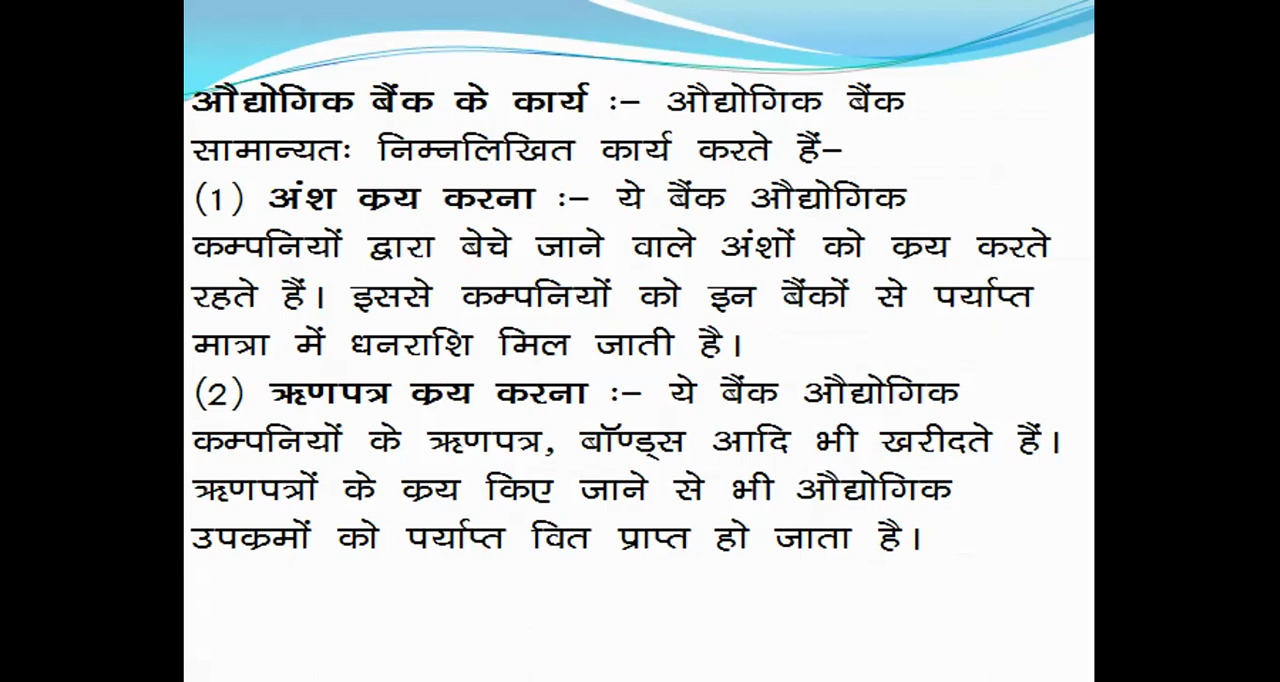 औद्योगिक बैंक के कार्य :– औद्योगिक बैंक
सामान्यतः निम्नलिखित कार्य करते हैं–
(1) अंश क्रय करना :– ये बैंक औद्योगिक
कम्पनियों द्वारा बेचे जाने वाले अंशों को क्रय करते
रहते हैं। इससे कम्पनियों को इन बैंकों से पर्याप्त
मात्रा में धनराशि मिल जाती है।
(2) ऋणपत्र क्रय करना :– ये बैंक औद्योगिक
कम्पनियों के ऋणपत्र, बॉण्ड्स आदि भी खरीदते हैं।
ऋणपत्रों के क्रय किए जाने से भी औद्योगिक
उपक्रमों को पर्याप्त वित प्राप्त हो जाता है।